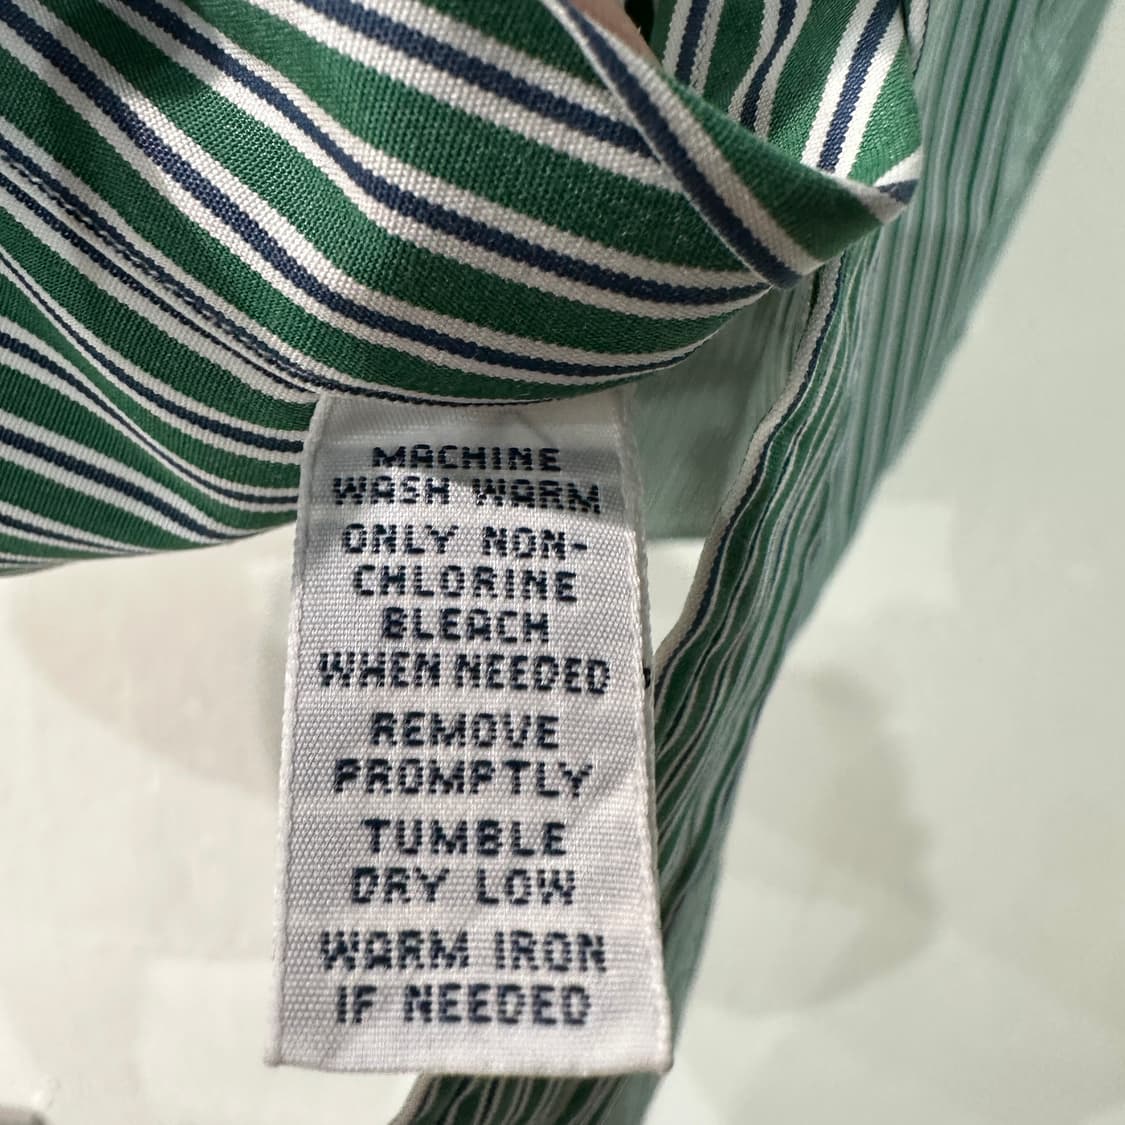 MACHINE
WASH WARM
ONLY NON-
CHLORINE
BLEACH
WHEN NEEDED
REMOVE
PROMPTLY
TUMBLE
DRY LOW
WARM IRON
IF NEEDED